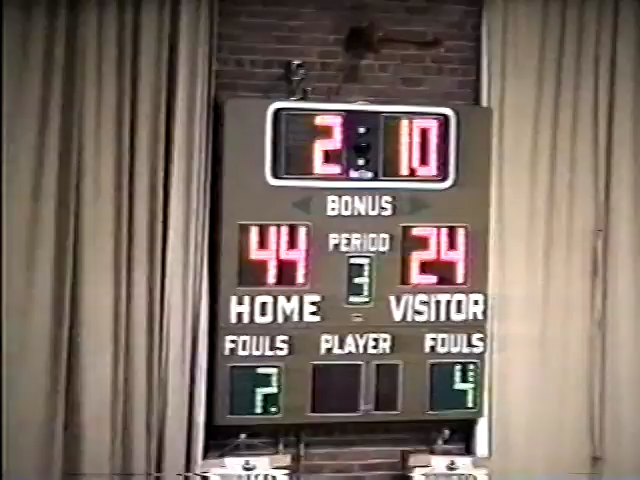 2:10
BONUS
44 PERIOD 24
3
HOME VISITOR
FOULS PLAYER FOULS
7 4